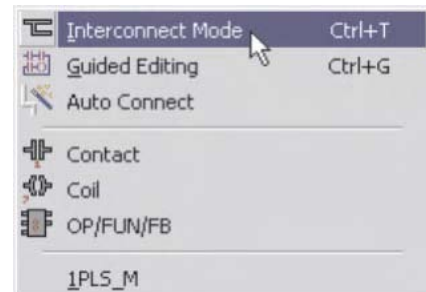 Interconnect Mode Ctrl+T
Guided Editing Ctrl+G
Auto Connect
Contact
Coil
OP/FUN/FB
1PLS_M